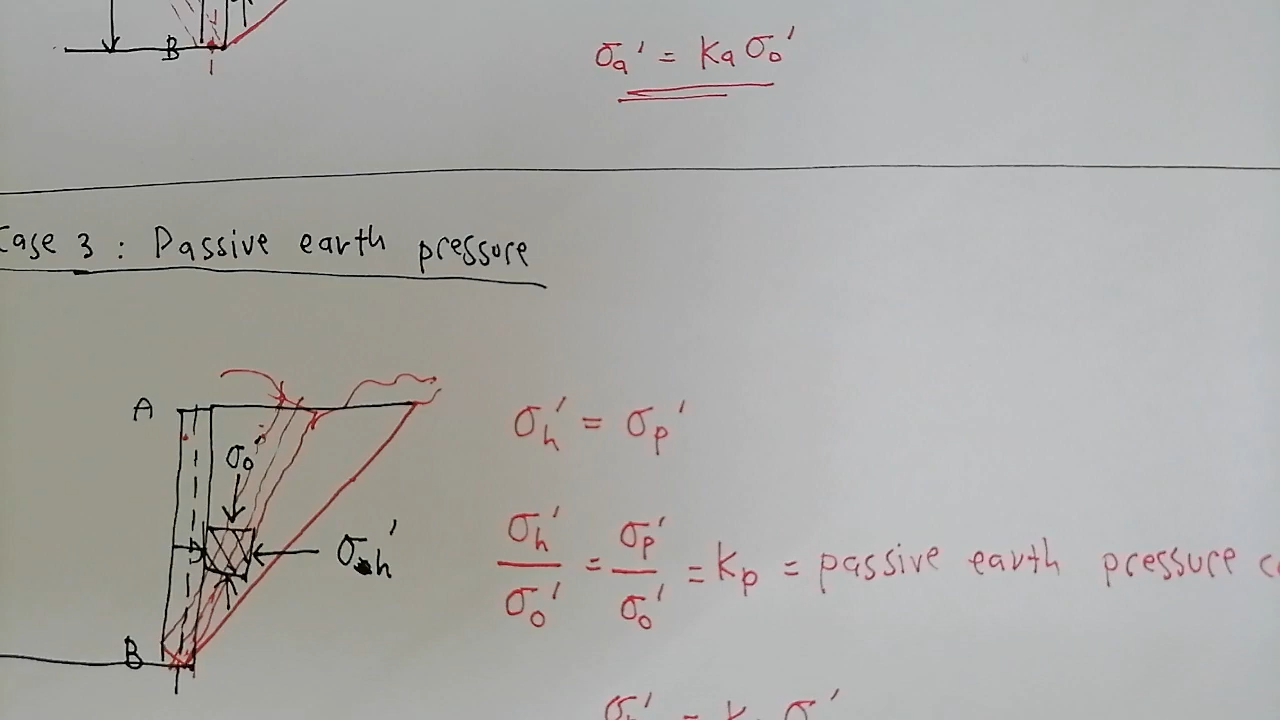 B
σa' = Ka σo'
Case 3 : Passive earth pressure
A
σo'
σh' = σp'
σh'
σh'/σo' = σp'/σo' = Kp = passive earth pressure
B